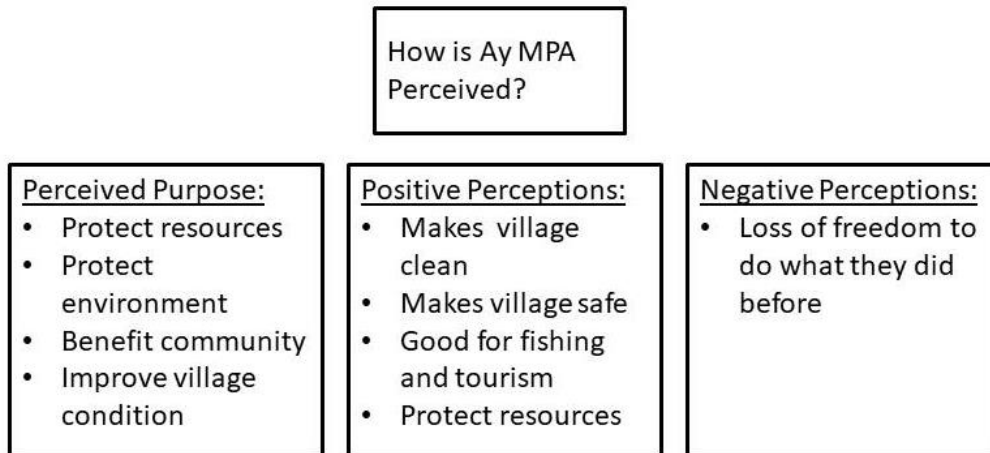 How is Ay MPA
Perceived?
Perceived Purpose:
• Protect resources
• Protect
environment
• Benefit community
• Improve village
condition
Positive Perceptions:
• Makes village
clean
• Makes village safe
• Good for fishing
and tourism
• Protect resources
Negative Perceptions:
• Loss of freedom to
do what they did
before